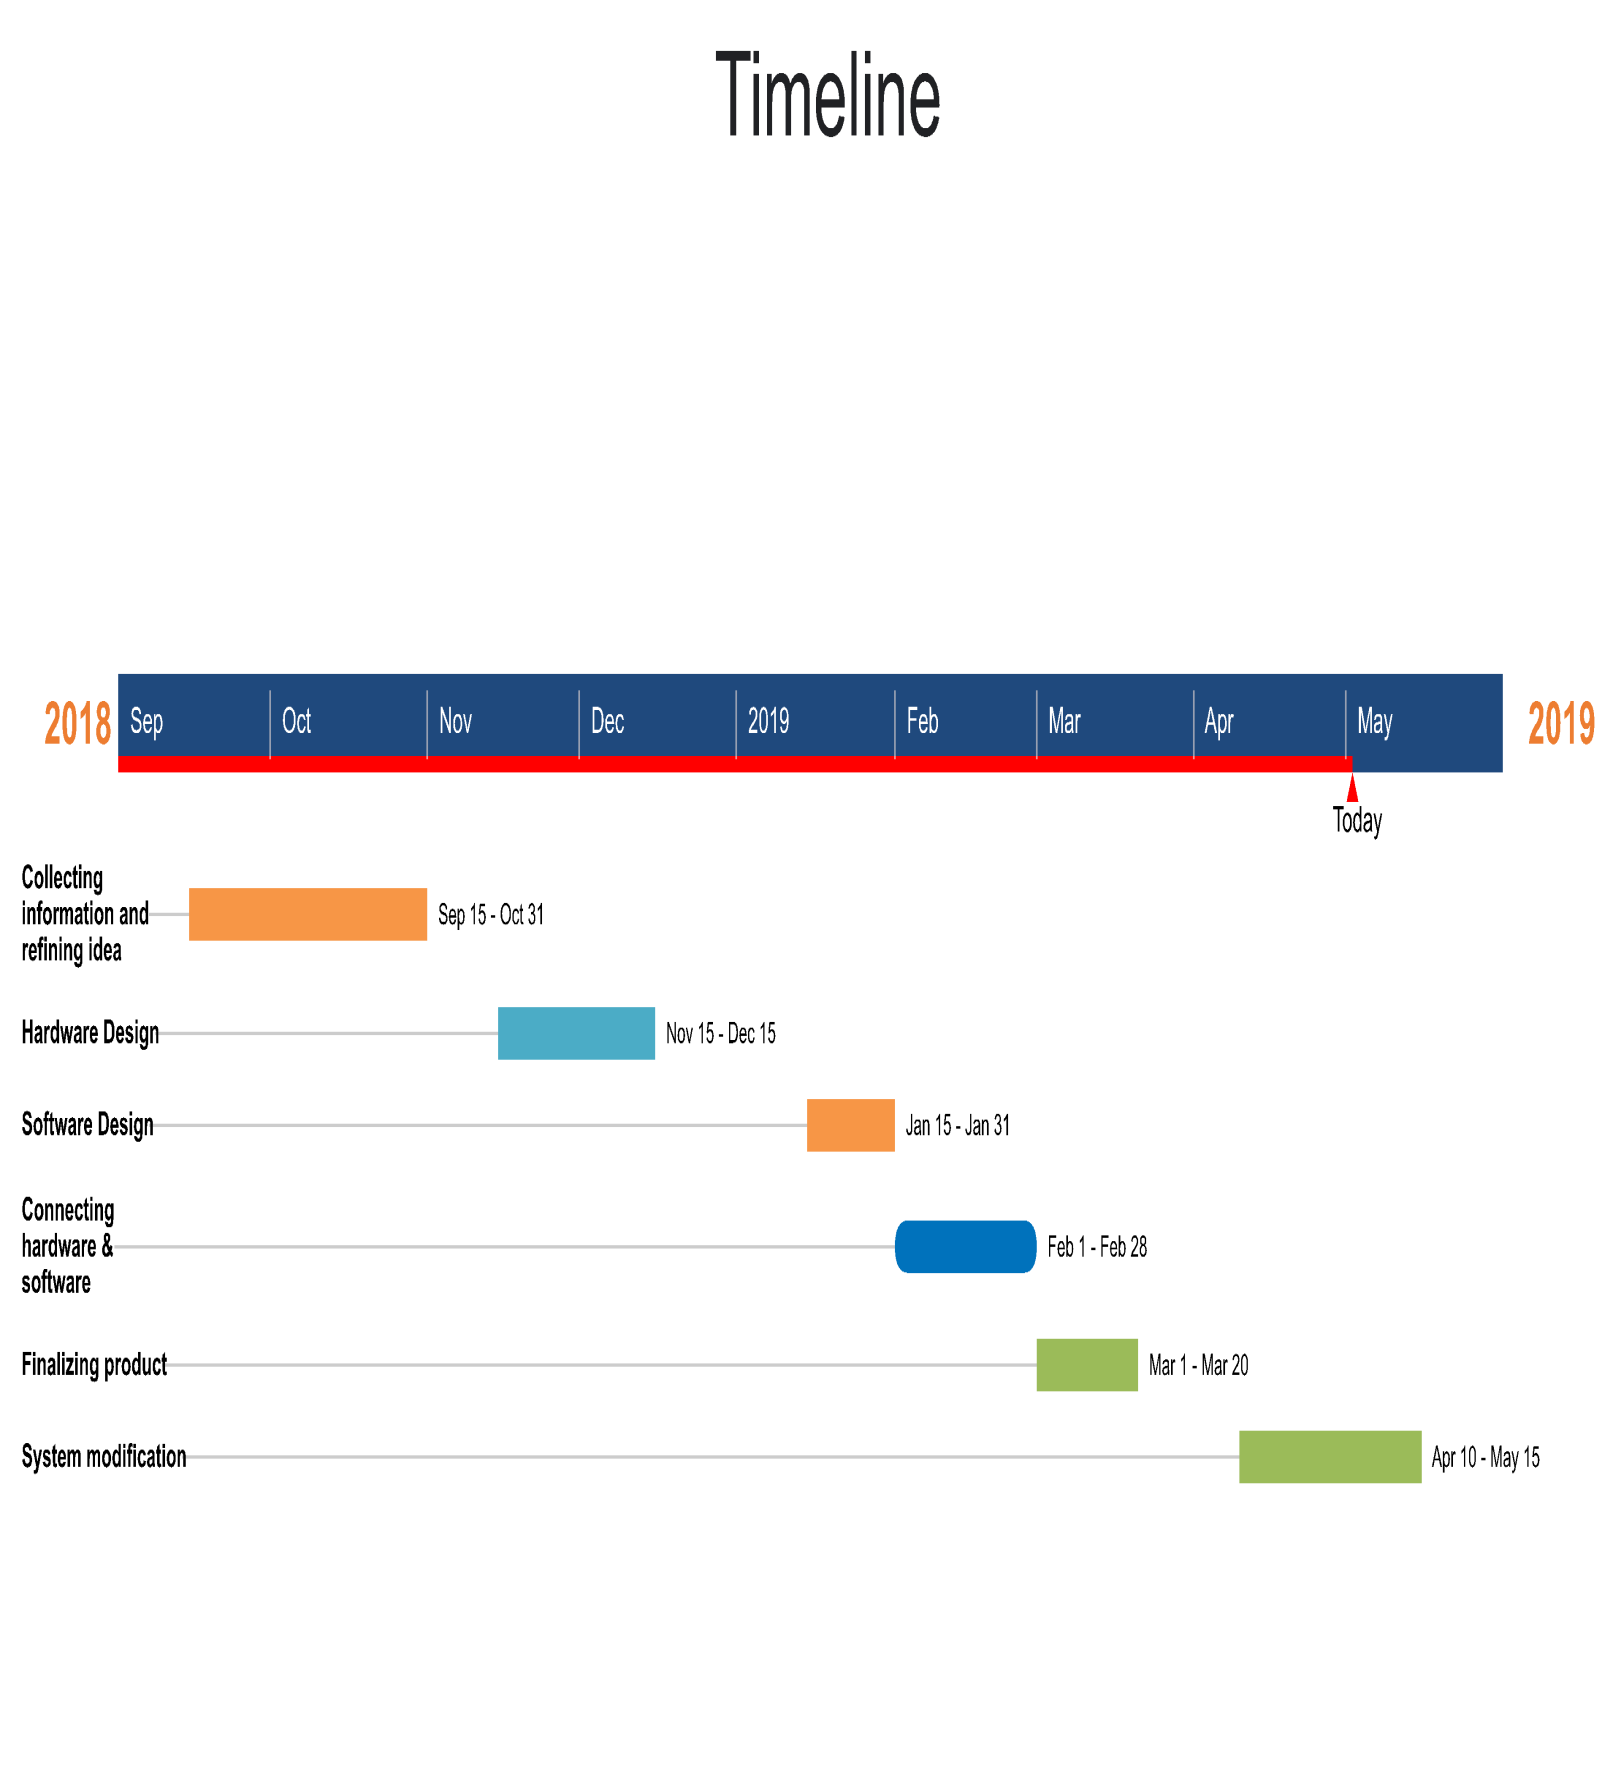 Timeline
2018 Sep Oct Nov Dec 2019 Feb Mar Apr May 2019
Today
Collecting
information and
refining idea
Sep 15 - Oct 31
Hardware Design
Nov 15 - Dec 15
Software Design
Jan 15 - Jan 31
Connecting
hardware &
software
Feb 1 - Feb 28
Finalizing product
Mar 1 - Mar 20
System modification
Apr 10 - May 15